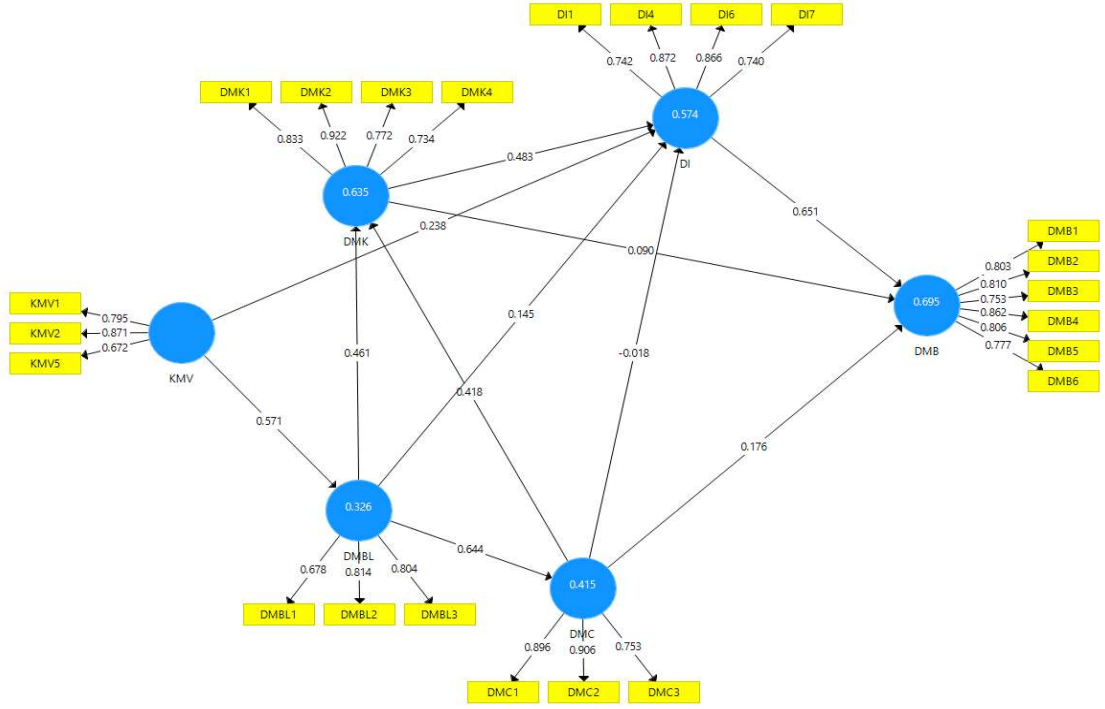 DI1 DI4 DI6 DI7
0.742 0.872 0.866 0.740
0.574
DI
DMK1 DMK2 DMK3 DMK4
0.833 0.922 0.772 0.734
0.635
DMK
0.483
0.238
0.090
0.651
0.145
0.461
-0.018
0.418
0.176
KMV1
KMV2
KMV5
0.795
0.871
0.672
KMV
0.571
DMB1
DMB2
DMB3
DMB4
DMB5
DMB6
0.803
0.810
0.753
0.862
0.806
0.777
0.695
DMB
0.326
DMBL
0.678 0.814 0.804
DMBL1 DMBL2 DMBL3
0.644
0.415
DMC
0.896 0.906 0.753
DMC1 DMC2 DMC3